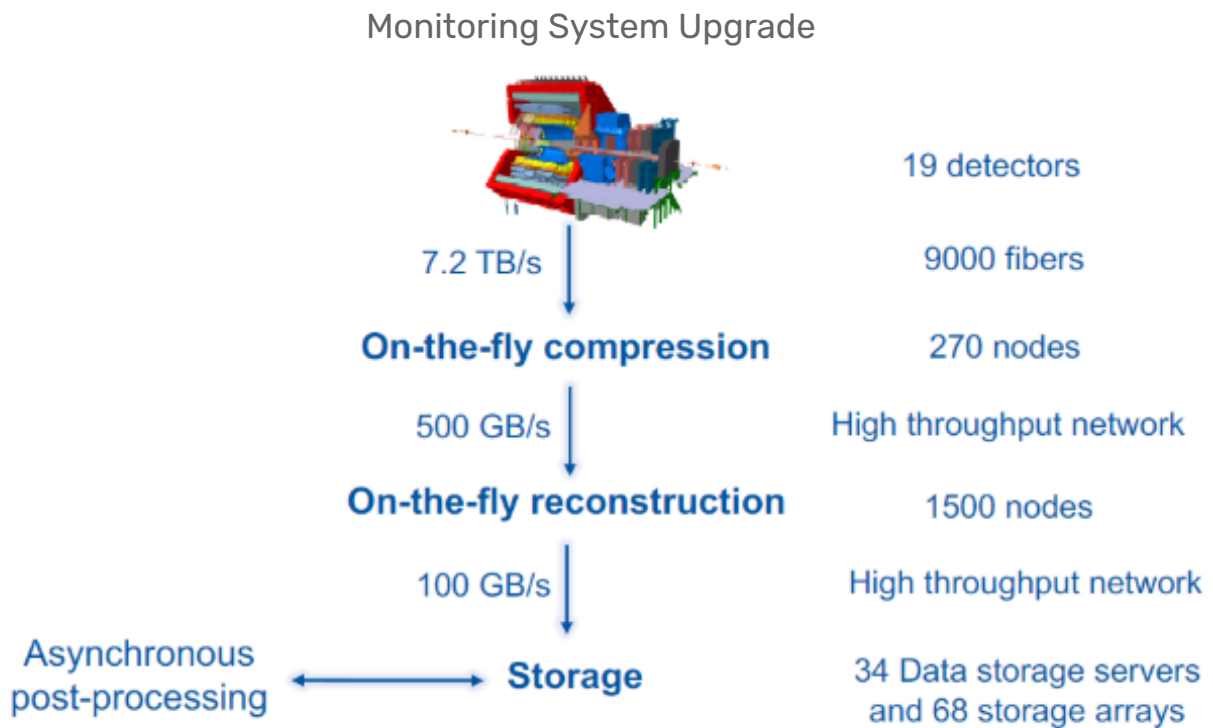 Monitoring System Upgrade
19 detectors
7.2 TB/s
9000 fibers
On-the-fly compression
270 nodes
500 GB/s
High throughput network
On-the-fly reconstruction
1500 nodes
100 GB/s
High throughput network
Asynchronous
post-processing
Storage
34 Data storage servers
and 68 storage arrays